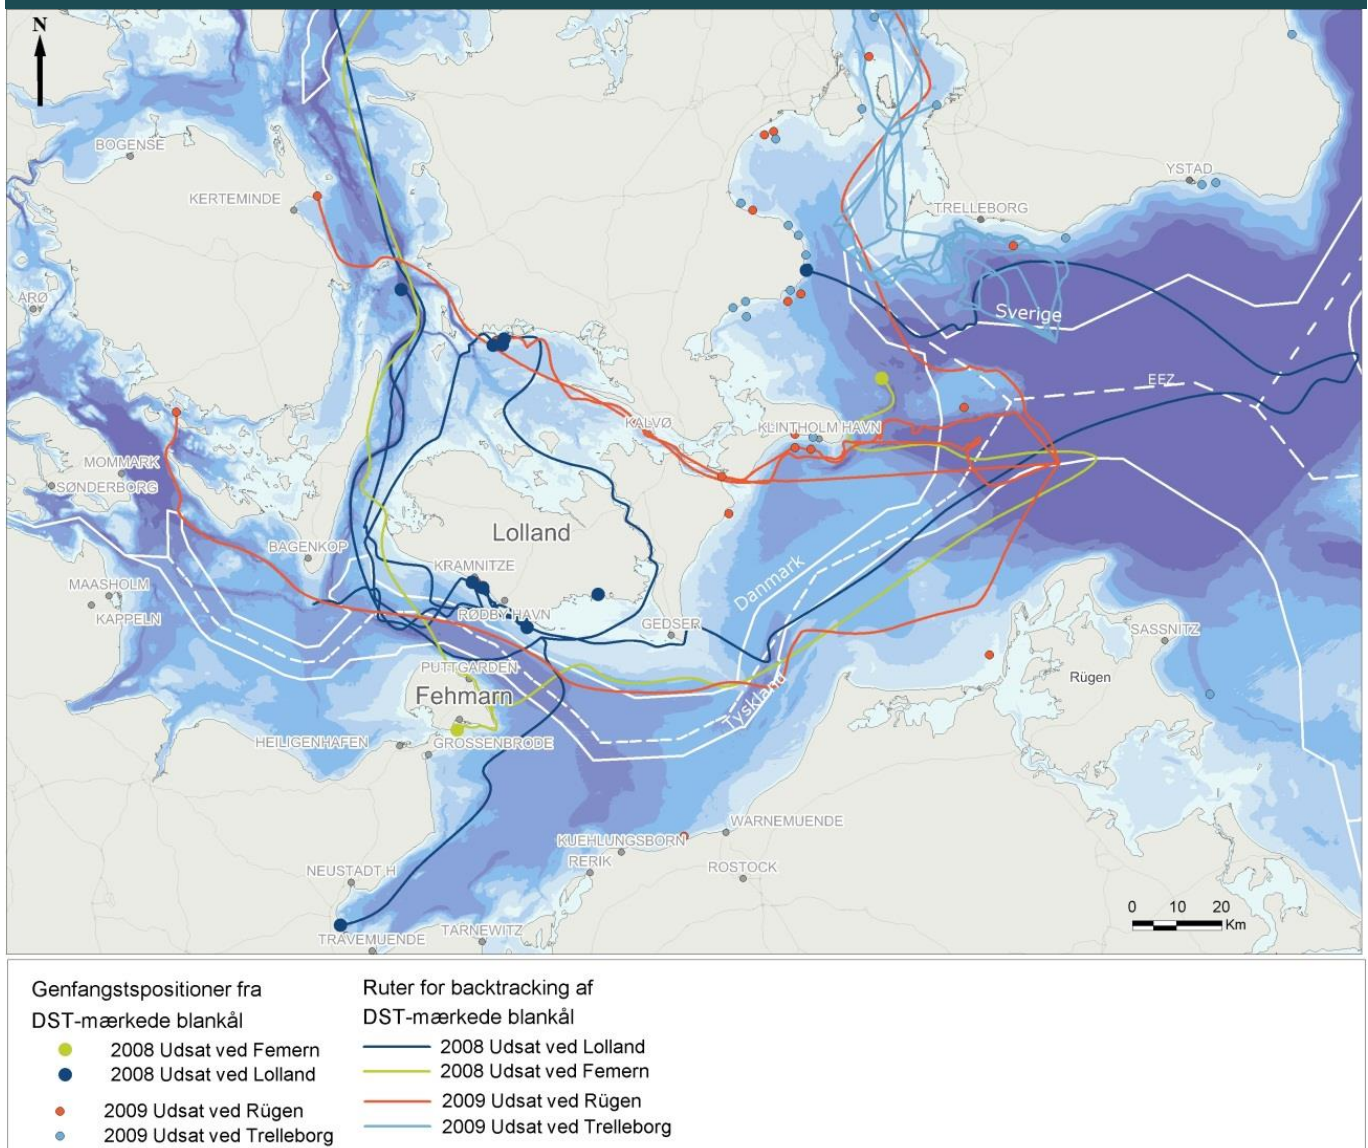 N
BOGENSE
KERTEMINDE
YSTAD
TRELLEBORG
ARØ
Sverige
EEZ
KALVØ
KLINTHOLM HAVN
MOMMARK
SØNDERBORG
Lolland
BAGENKOP
KRAMNITZE
MAASHOLM
KAPPELN
RØDBY HAVN
GEDSER
Danmark
SASSNITZ
PUTTGARDEN
Fehmarn
Tyskland
Rügen
HEILIGENHAFEN
GROSSENBRODE
WARNEMUENDE
KUEHLUNGSBORN
RERIK
ROSTOCK
NEUSTADT H
TARNEWITZ
TRAVEMUENDE
0 10 20
Km
Genfangstspositioner fra
DST-mærkede blankål
2008 Udsat ved Femern
2008 Udsat ved Lolland
2009 Udsat ved Rügen
2009 Udsat ved Trelleborg
Ruter for backtracking af
DST-mærkede blankål
2008 Udsat ved Lolland
2008 Udsat ved Femern
2009 Udsat ved Rügen
2009 Udsat ved Trelleborg